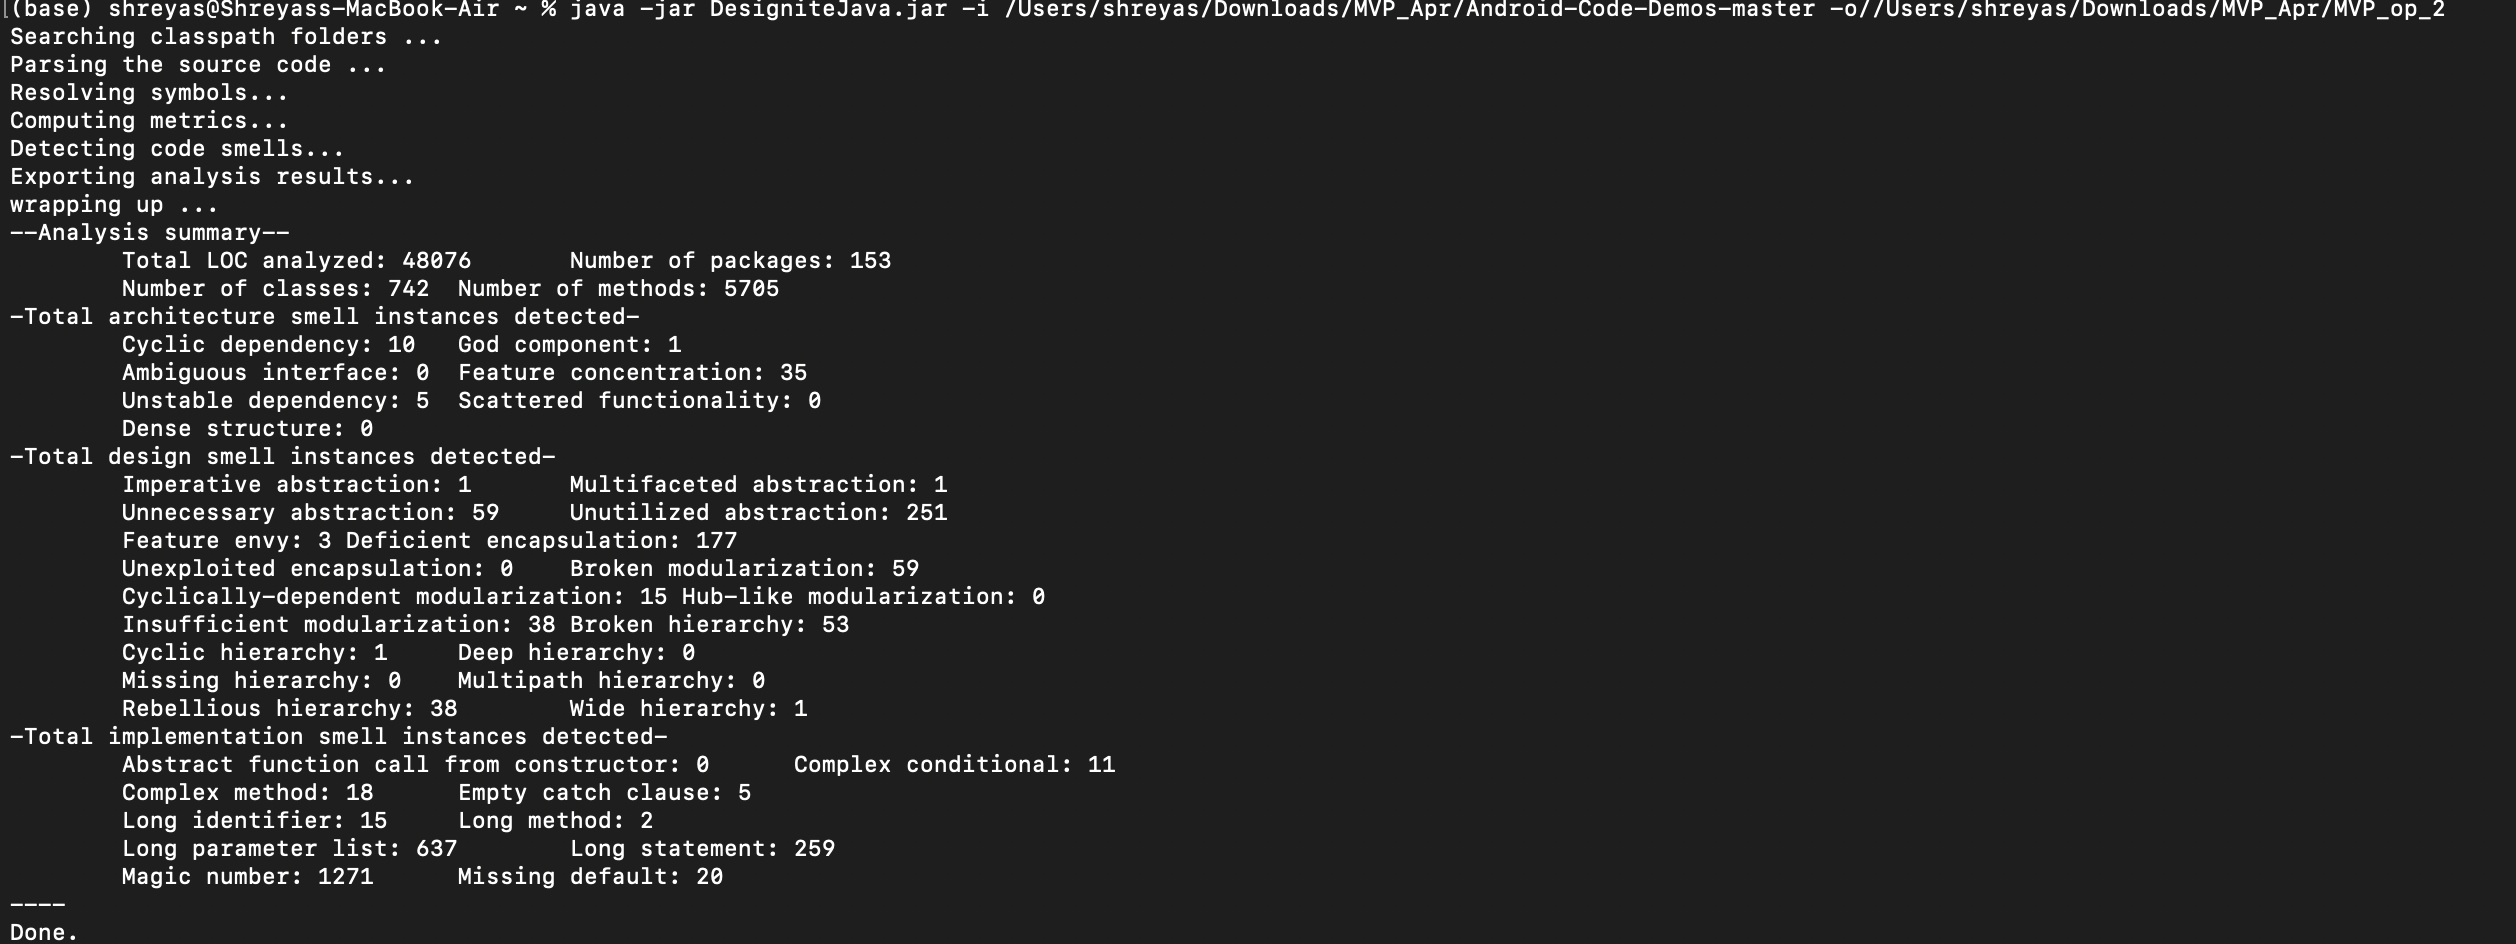 (base) shreyas@Shreyass-MacBook-Air ~ % java -jar DesigniteJava.jar -i /Users/shreyas/Downloads/MVP_Apr/Android-Code-Demos-master -o//Users/shreyas/Downloads/MVP_Apr/MVP_op_2
Searching classpath folders ...
Parsing the source code ...
Resolving symbols...
Computing metrics...
Detecting code smells...
Exporting analysis results...
wrapping up ...
--Analysis summary--
Total LOC analyzed: 48076 Number of packages: 153
Number of classes: 742 Number of methods: 5705
-Total architecture smell instances detected-
Cyclic dependency: 10 God component: 1
Ambiguous interface: 0 Feature concentration: 35
Unstable dependency: 5 Scattered functionality: 0
Dense structure: 0
-Total design smell instances detected-
Imperative abstraction: 1 Multifaceted abstraction: 1
Unnecessary abstraction: 59 Unutilized abstraction: 251
Feature envy: 3 Deficient encapsulation: 177
Unexploited encapsulation: 0 Broken modularization: 59
Cyclically-dependent modularization: 15 Hub-like modularization: 0
Insufficient modularization: 38 Broken hierarchy: 53
Cyclic hierarchy: 1 Deep hierarchy: 0
Missing hierarchy: 0 Multipath hierarchy: 0
Rebellious hierarchy: 38 Wide hierarchy: 1
-Total implementation smell instances detected-
Abstract function call from constructor: 0 Complex conditional: 11
Complex method: 18 Empty catch clause: 5
Long identifier: 15 Long method: 2
Long parameter list: 637 Long statement: 259
Magic number: 1271 Missing default: 20
----
Done.